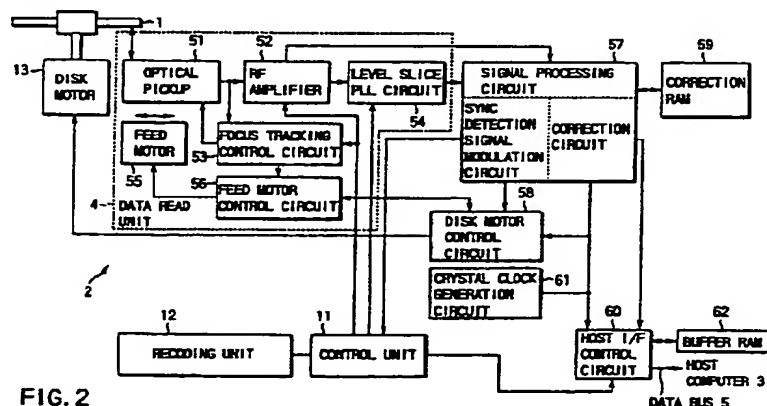 1
13
DISK
MOTOR
51
OPTICAL
PICKUP
52
RF
AMPLIFIER
LEVEL SLICE
PLL CIRCUIT
54
57
SIGNAL PROCESSING
CIRCUIT
SYNC
DETECTION
SIGNAL
MODULATION
CIRCUIT
CORRECTION
CIRCUIT
59
CORRECTION
RAM
FEED
MOTOR
55
FOCUS TRACKING
CONTROL CIRCUIT
53
56
FEED MOTOR
CONTROL CIRCUIT
4
DATA READ
UNIT
58
DISK MOTOR
CONTROL
CIRCUIT
2
CRYSTAL CLOCK
GENERATION
CIRCUIT
61
12
RECODING UNIT
11
CONTROL UNIT
60
HOST I/F
CONTROL
CIRCUIT
62
BUFFER RAM
HOST
COMPUTER 3
DATA BUS 5
FIG. 2